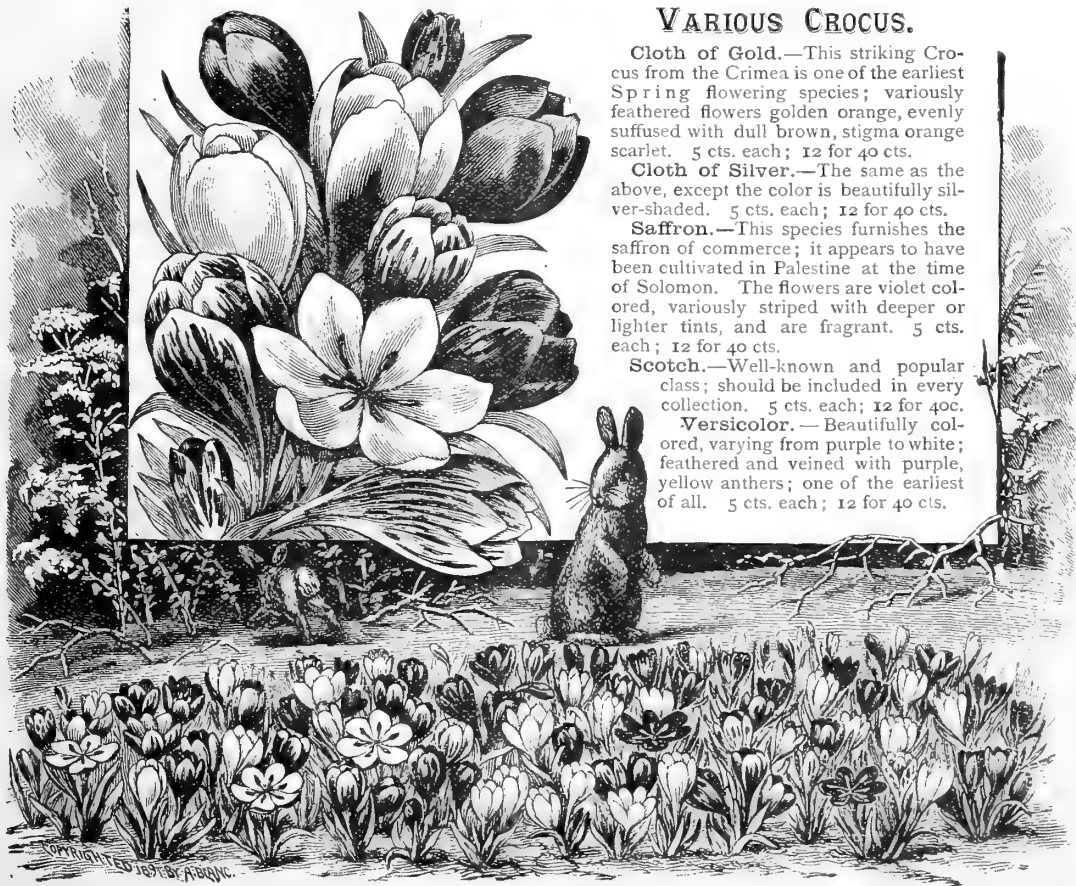 VARIOUS CROCUS.
Cloth of Gold.—This striking Cro-
cus from the Crimea is one of the earliest
Spring flowering species; variously
feathered flowers golden orange, evenly
suffused with dull brown, stigma orange
scarlet. 5 cts. each; 12 for 40 cts.
Cloth of Silver.—The same as the
above, except the color is beautifully sil-
ver-shaded. 5 cts. each; 12 for 40 cts.
Saffron.—This species furnishes the
saffron of commerce; it appears to have
been cultivated in Palestine at the time
of Solomon. The flowers are violet col-
ored, variously striped with deeper or
lighter tints, and are fragrant. 5 cts.
each; 12 for 40 cts.
Scotch.—Well-known and popular
class; should be included in every
collection. 5 cts. each; 12 for 40c.
Versicolor.—Beautifully col-
ored, varying from purple to white;
feathered and veined with purple,
yellow anthers; one of the earliest
of all. 5 cts. each; 12 for 40 cts.
COPYRIGHTED BY A. BLANC.